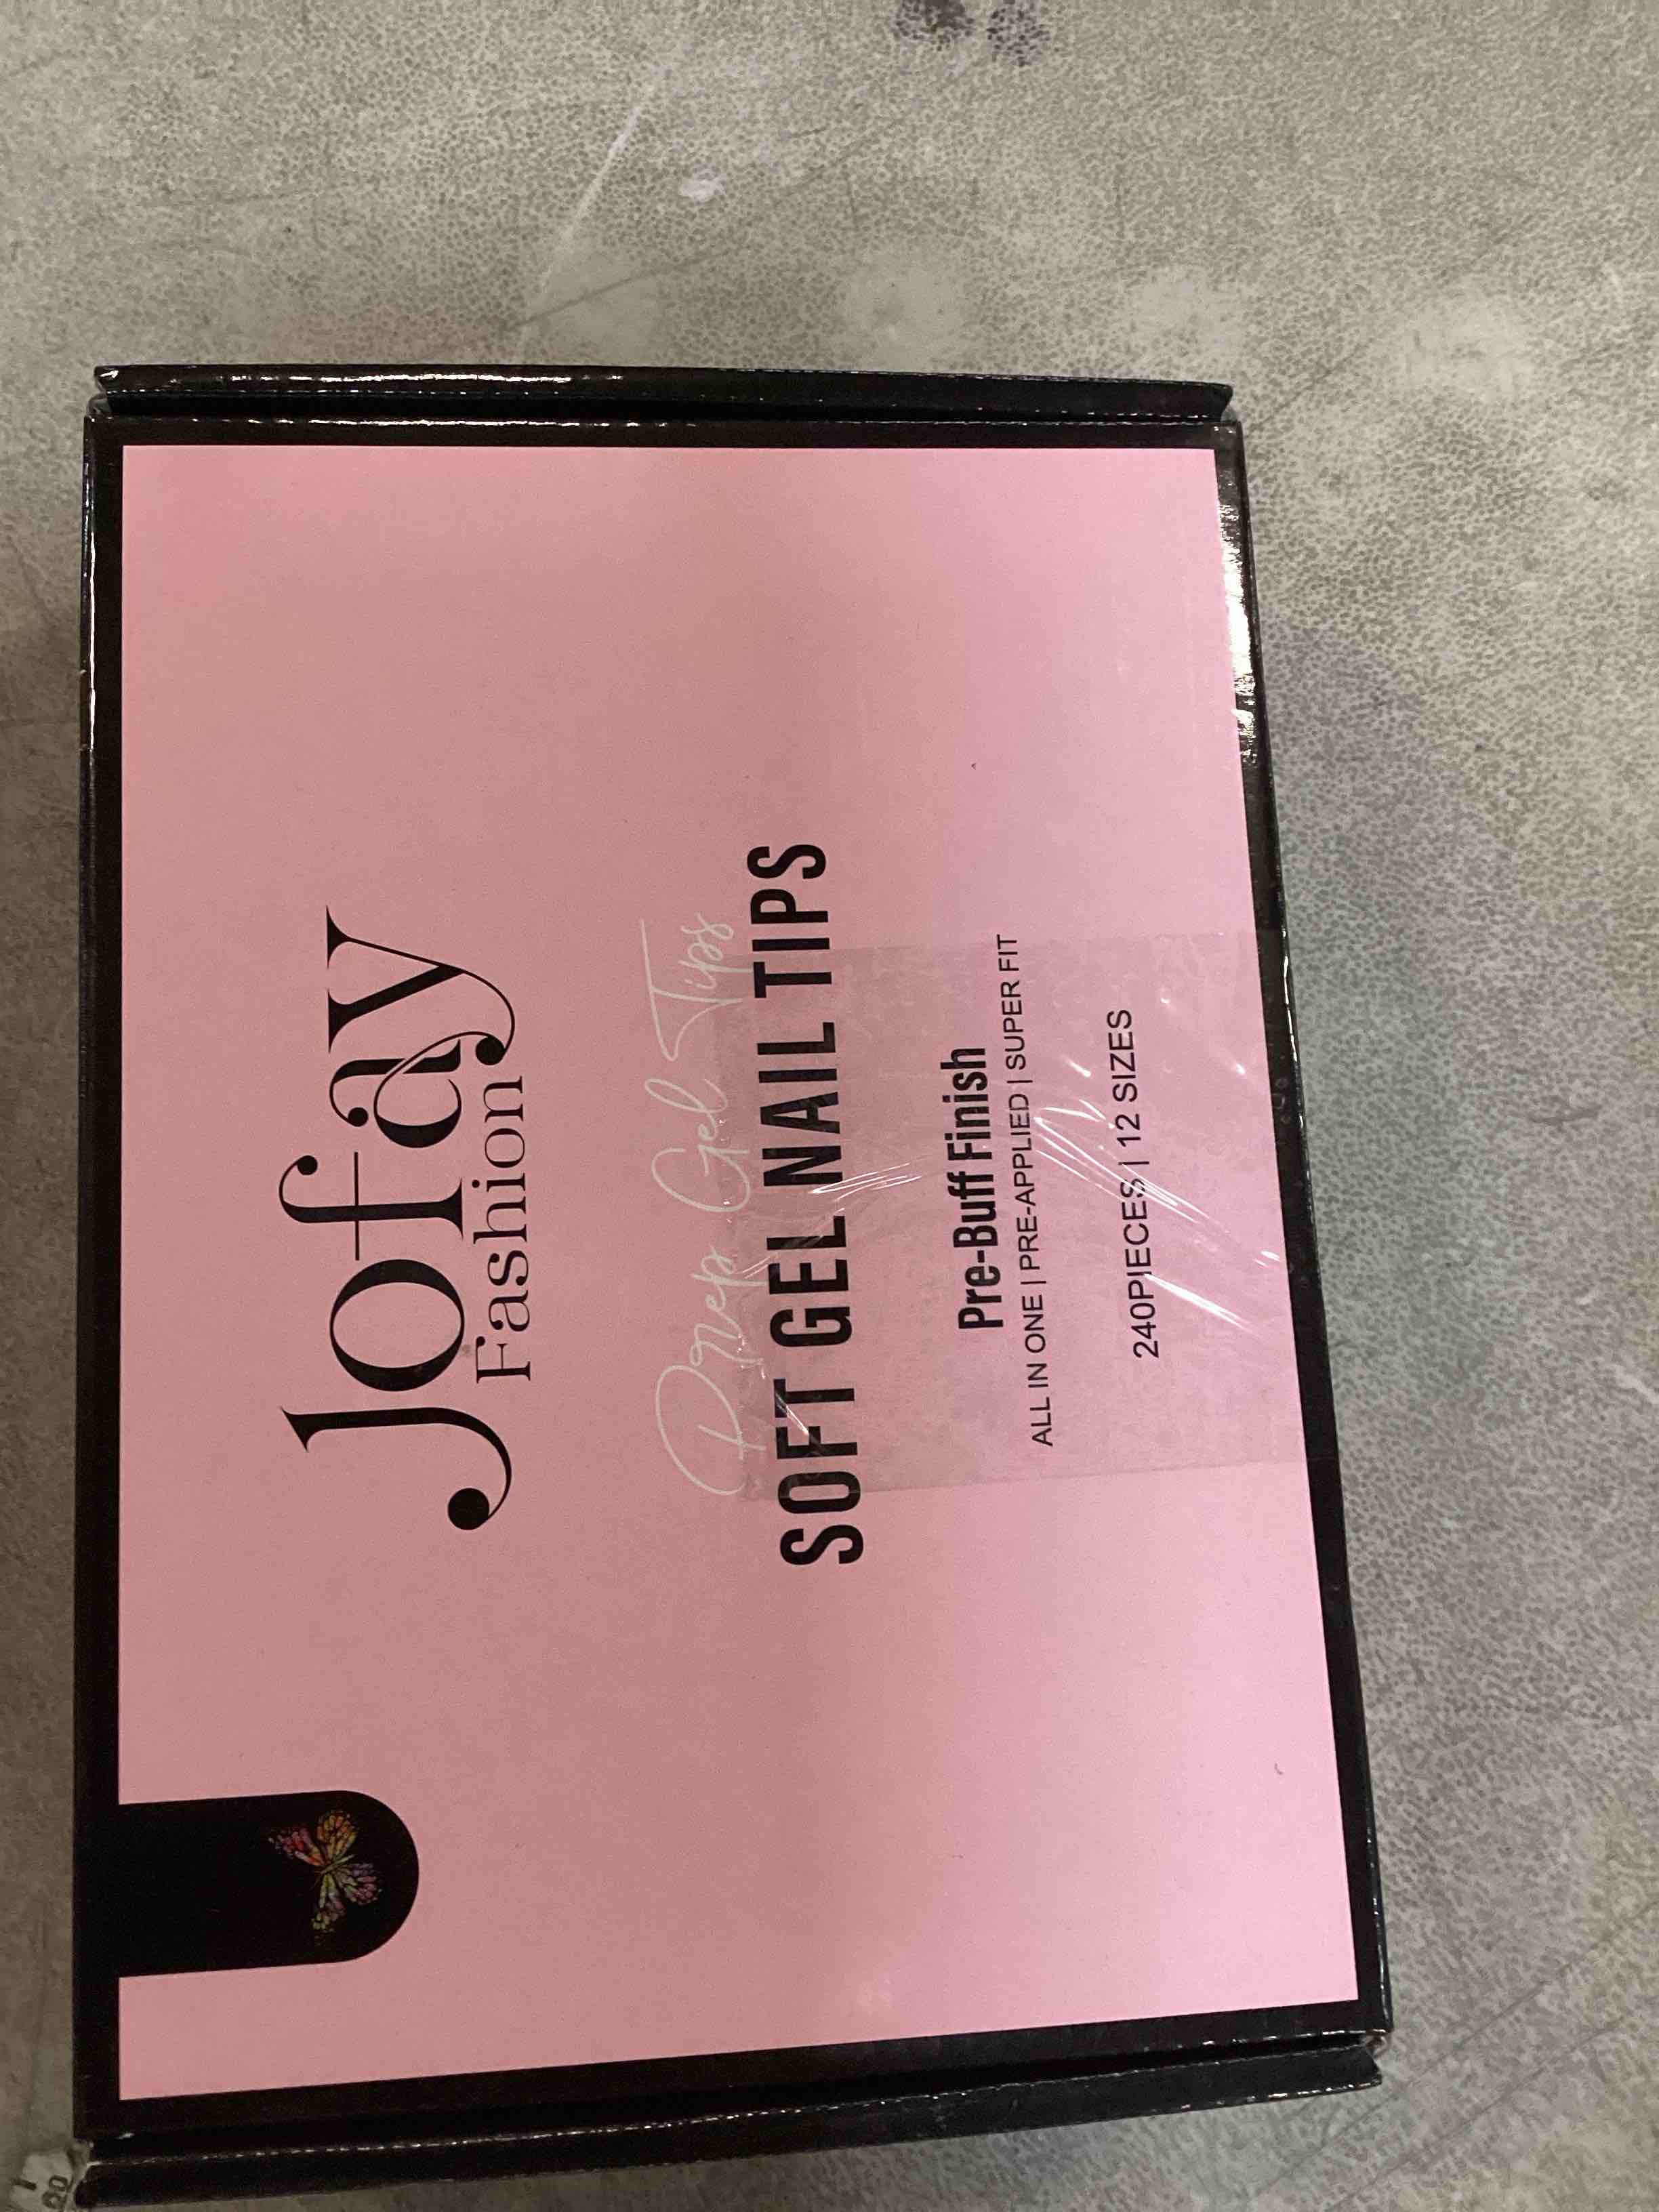 Jofay
Fashion
Prep Gel Tips
SOFT GEL NAIL TIPS
Pre-Buff Finish
ALL IN ONE | PRE-APPLIED | SUPER FIT
240PIECES | 12 SIZES